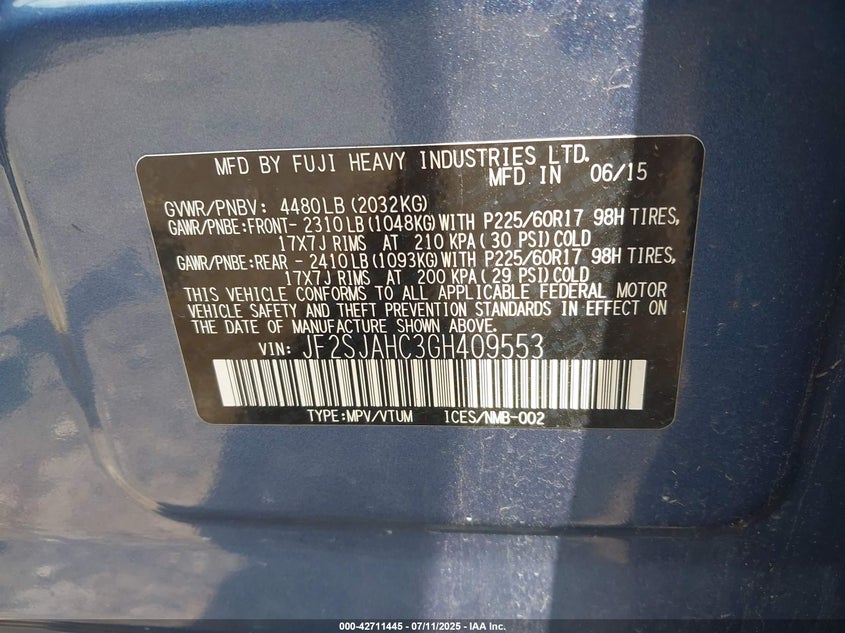 MFD BY FUJI HEAVY INDUSTRIES LTD.
MFD IN 06/15
GVWR/PNBV: 4480LB (2032KG)
GAWR/PNBE:FRONT- 2310LB (1048KG) WITH P225/60R17 98H TIRES,
17X7J RIMS AT 210 KPA ( 30 PSI) COLD
GAWR/PNBE:REAR - 2410LB (1093KG) WITH P225/60R17 98H TIRES,
17X7J RIMS AT 200 KPA ( 29 PSI) COLD
THIS VEHICLE CONFORMS TO ALL APPLICABLE FEDERAL MOTOR
VEHICLE SAFETY AND THEFT PREVENTION STANDARDS IN EFFECT ON
THE DATE OF MANUFACTURE SHOWN ABOVE.
VIN: JF2SJAHC3GH409553
TYPE:MPV/VTUM ICES/NMB-002
000-42711445 - 07/11/2025 - IAA Inc.